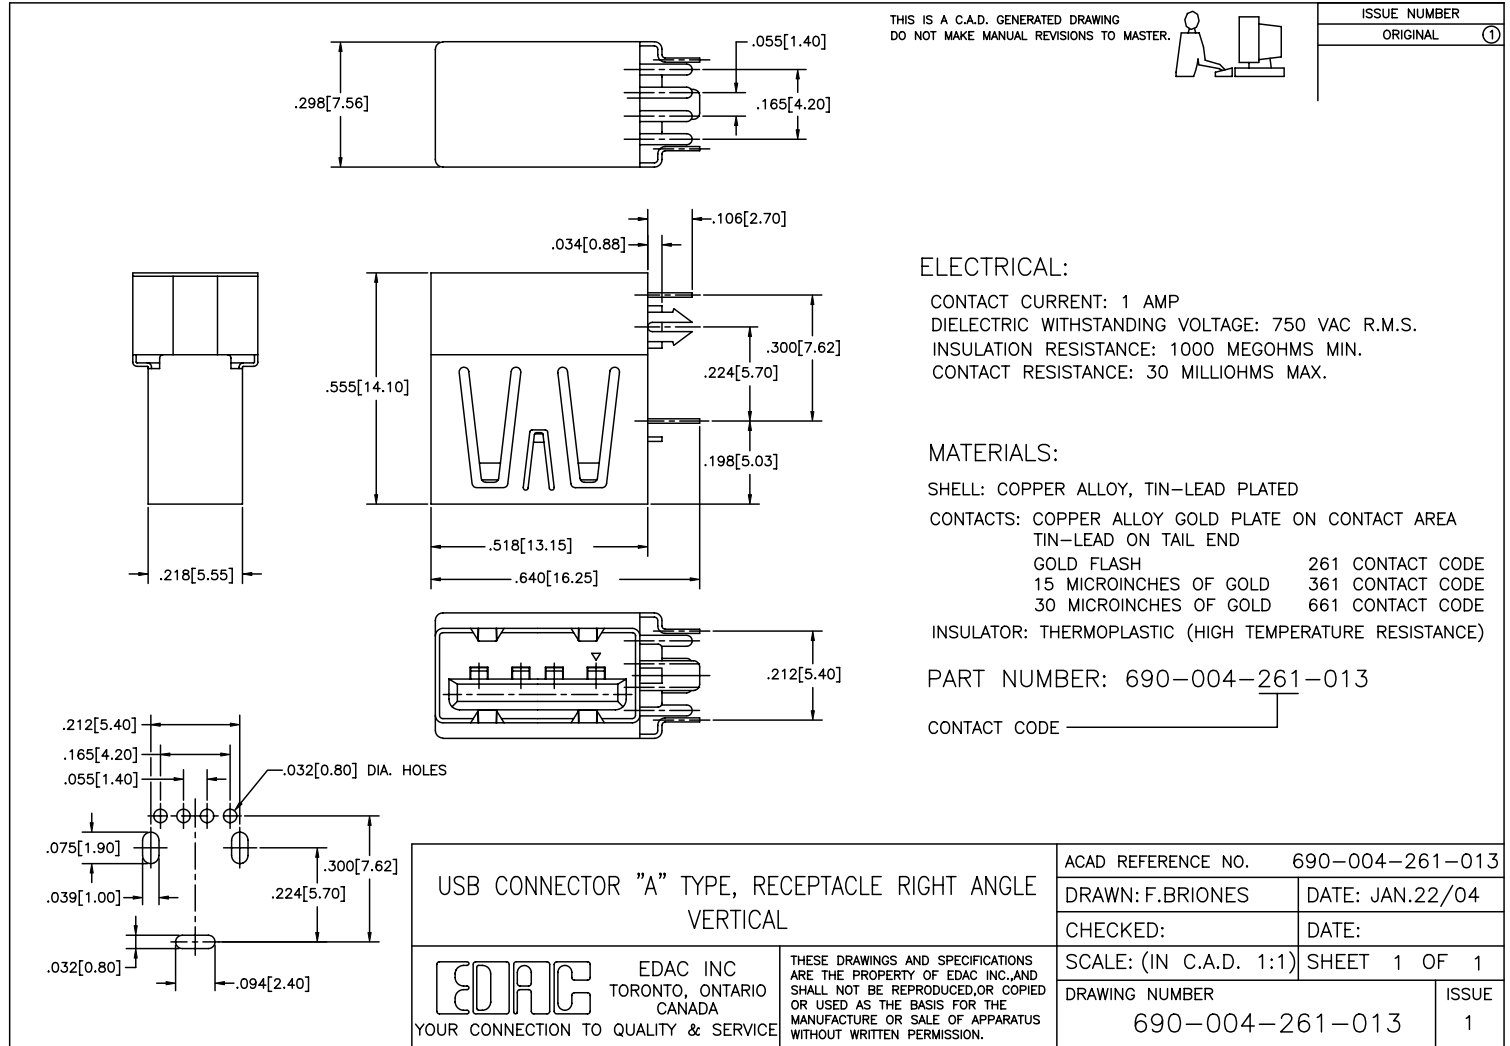 THIS IS A C.A.D. GENERATED DRAWING
DO NOT MAKE MANUAL REVISIONS TO MASTER.
ISSUE NUMBER
ORIGINAL 1
.055[1.40]
.298[7.56]
.165[4.20]
.106[2.70]
.034[0.88]
.300[7.62]
.224[5.70]
.555[14.10]
.198[5.03]
.518[13.15]
.218[5.55]
.640[16.25]
.212[5.40]
ELECTRICAL:
CONTACT CURRENT: 1 AMP
DIELECTRIC WITHSTANDING VOLTAGE: 750 VAC R.M.S.
INSULATION RESISTANCE: 1000 MEGOHMS MIN.
CONTACT RESISTANCE: 30 MILLIOHMS MAX.
MATERIALS:
SHELL: COPPER ALLOY, TIN-LEAD PLATED
CONTACTS: COPPER ALLOY GOLD PLATE ON CONTACT AREA
TIN-LEAD ON TAIL END
GOLD FLASH 261 CONTACT CODE
15 MICROINCHES OF GOLD 361 CONTACT CODE
30 MICROINCHES OF GOLD 661 CONTACT CODE
INSULATOR: THERMOPLASTIC (HIGH TEMPERATURE RESISTANCE)
PART NUMBER: 690-004-261-013
CONTACT CODE
.212[5.40]
.165[4.20]
.055[1.40]
.032[0.80] DIA. HOLES
.075[1.90]
.300[7.62]
.039[1.00]
.224[5.70]
.032[0.80]
.094[2.40]
USB CONNECTOR "A" TYPE, RECEPTACLE RIGHT ANGLE
VERTICAL
EDAC
EDAC INC
TORONTO, ONTARIO
CANADA
YOUR CONNECTION TO QUALITY & SERVICE
THESE DRAWINGS AND SPECIFICATIONS
ARE THE PROPERTY OF EDAC INC.,AND
SHALL NOT BE REPRODUCED,OR COPIED
OR USED AS THE BASIS FOR THE
MANUFACTURE OR SALE OF APPARATUS
WITHOUT WRITTEN PERMISSION.
ACAD REFERENCE NO. 690-004-261-013
DRAWN: F.BRIONES DATE: JAN.22/04
CHECKED: DATE:
SCALE: (IN C.A.D. 1:1) SHEET 1 OF 1
DRAWING NUMBER ISSUE
690-004-261-013 1